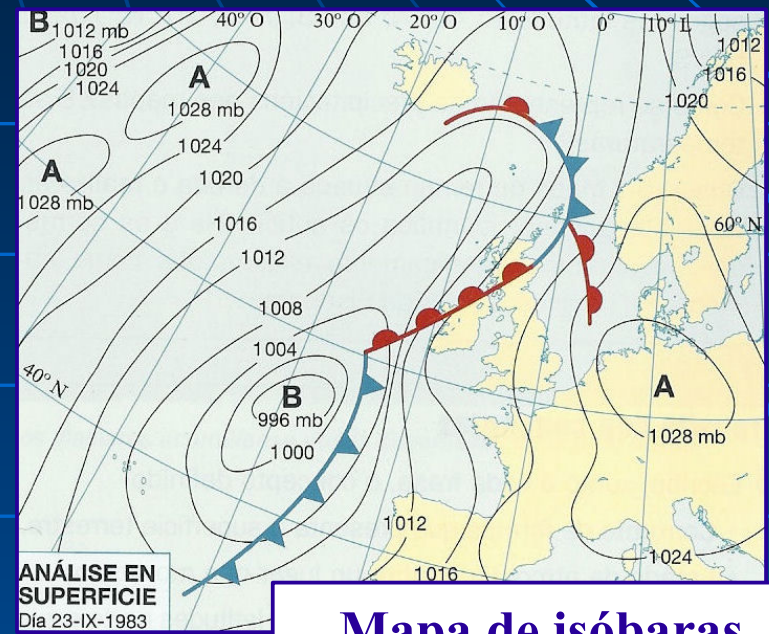 B
1012 mb
1016
1020
1024
40° O
30° O
20° O
10° O
0°
10° L
1012
1016
1020
A
1028 mb
A
1028 mb
1024
1020
1016
1012
1008
1004
60° N
40° N
B
996 mb
1000
A
1028 mb
1012
1016
1024
ANÁLISE EN
SUPERFICIE
Día 23-IX-1983
Mapa de isóbaras